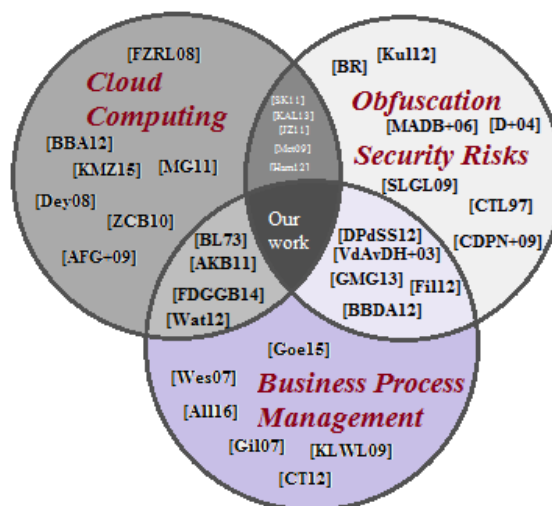 [FZRL08]
Cloud
Computing
[BBA12]
[KMZ15]
[MG11]
[Dey08]
[ZCB10]
[AFG+09]
[SK11]
[KAL13]
[JZ11]
[Ham12]
Our
work
[BR]
[Kul12]
Obfuscation
[MADB+06]
[D+04]
Security Risks
[SLGL09]
[CTL97]
[CDPN+09]
[BL73]
[AKB11]
[FDGGB14]
[Wat12]
[DPdSS12]
[VdAvDH+03]
[GMG13]
[Fil12]
[BBDA12]
[Goe15]
[Wes07]
Business Process
Management
[All16]
[Gil07]
[KLWL09]
[CT12]